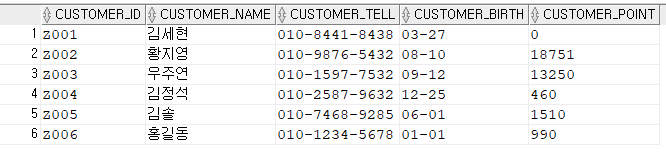 CUSTOMER_ID CUSTOMER_NAME CUSTOMER_TELL CUSTOMER_BIRTH CUSTOMER_POINT
1 Z001 김세현 010-8441-8438 03-27 0
2 Z002 황지영 010-9876-5432 08-10 18751
3 Z003 우주연 010-1597-7532 09-12 13250
4 Z004 김정석 010-2587-9632 12-25 460
5 Z005 김솔 010-7468-9285 06-01 1510
6 Z006 홍길동 010-1234-5678 01-01 990